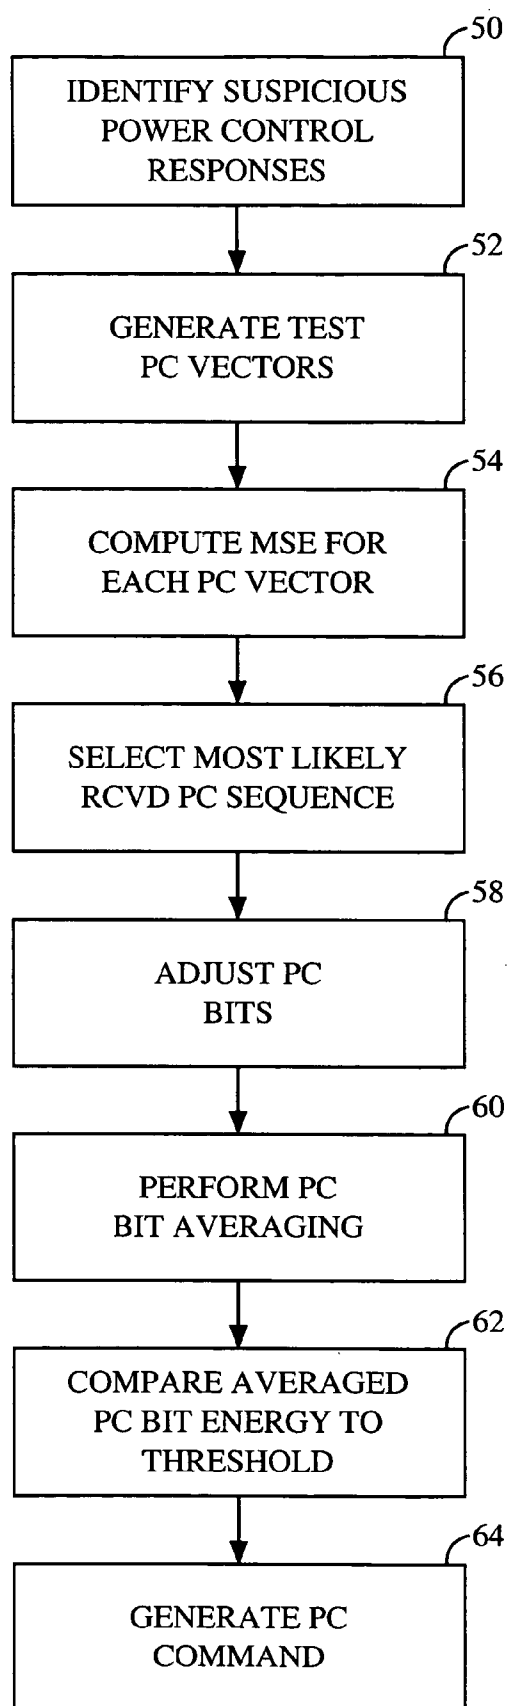 50
IDENTIFY SUSPICIOUS
POWER CONTROL
RESPONSES
52
GENERATE TEST
PC VECTORS
54
COMPUTE MSE FOR
EACH PC VECTOR
56
SELECT MOST LIKELY
RCVD PC SEQUENCE
58
ADJUST PC
BITS
60
PERFORM PC
BIT AVERAGING
62
COMPARE AVERAGED
PC BIT ENERGY TO
THRESHOLD
64
GENERATE PC
COMMAND